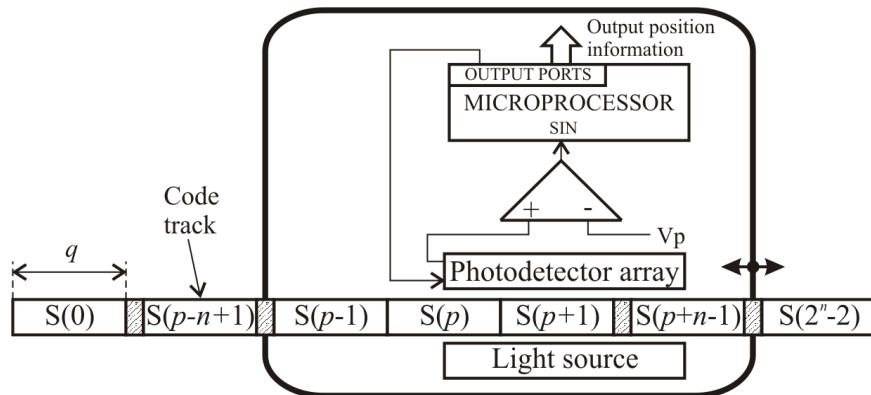 Output position
information
OUTPUT PORTS
MICROPROCESSOR
SIN
Code
track
+ -
q
Vp
Photodetector array
S(0) S(p-n+1) S(p-1) S(p) S(p+1) S(p+n-1) S(2ⁿ-2)
Light source